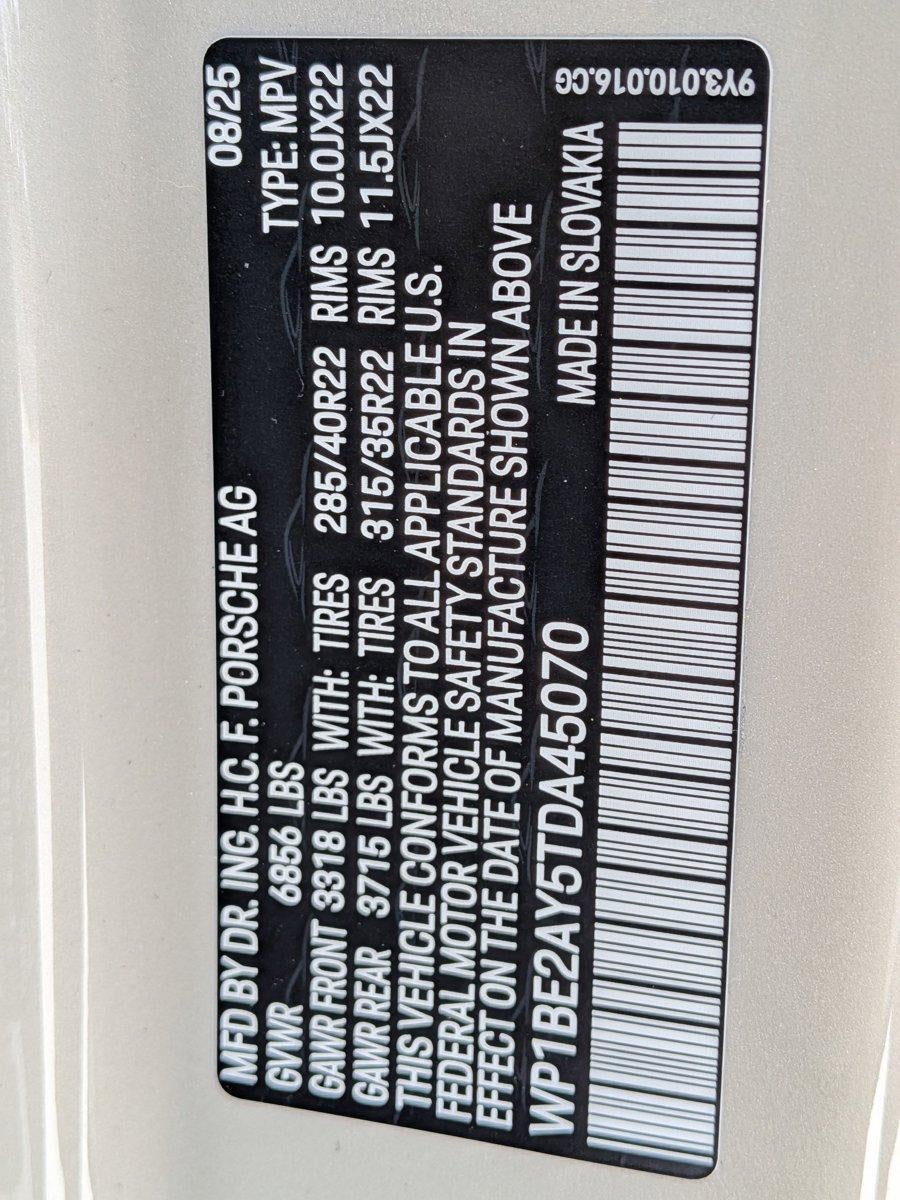 MFD BY DR. ING. H.C. F. PORSCHE AG 08/25
GVWR 6856 LBS TYPE: MPV
GAWR FRONT 3318 LBS WITH: TIRES 285/40R22 RIMS 10.0JX22
GAWR REAR 3715 LBS WITH: TIRES 315/35R22 RIMS 11.5JX22
THIS VEHICLE CONFORMS TO ALL APPLICABLE U.S.
FEDERAL MOTOR VEHICLE SAFETY STANDARDS IN
EFFECT ON THE DATE OF MANUFACTURE SHOWN ABOVE
WP1BE2AY5TDA45070 MADE IN SLOVAKIA
9Y3.010.016.CG